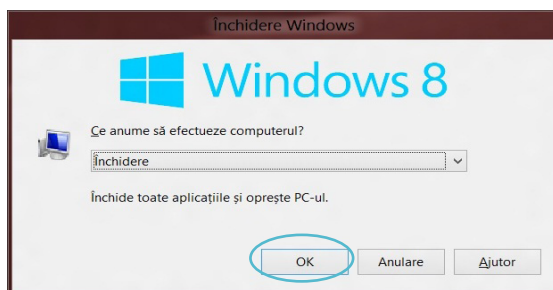 Închidere Windows
Windows 8
Ce anume să efectueze computerul?
Închidere
Închide toate aplicațiile și oprește PC-ul.
OK Anulare Ajutor